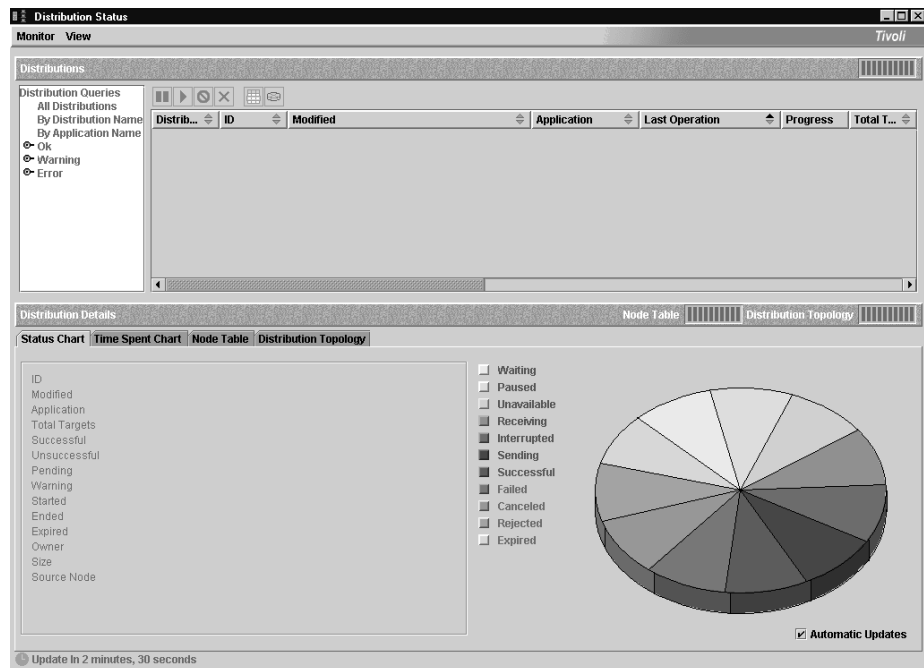 Distribution Status
Monitor View
Tivoli
Distributions
Distribution Queries
All Distributions
By Distribution Name
By Application Name
Ok
Warning
Error
Distrib... ID Modified Application Last Operation Progress Total T...
Distribution Details
Node Table Distribution Topology
Status Chart Time Spent Chart Node Table Distribution Topology
ID
Modified
Application
Total Targets
Successful
Unsuccessful
Pending
Warning
Started
Ended
Expired
Owner
Size
Source Node
Waiting
Paused
Unavailable
Receiving
Interrupted
Sending
Successful
Failed
Canceled
Rejected
Expired
Automatic Updates
Update In 2 minutes, 30 seconds